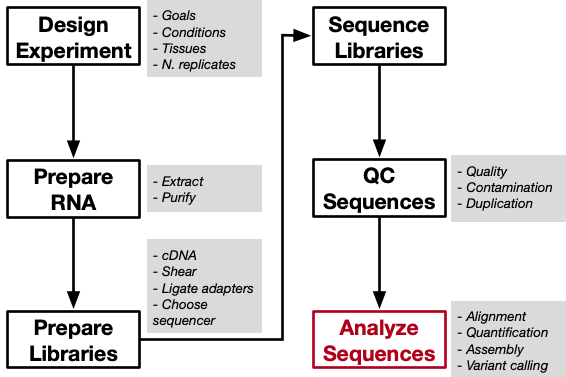 Design
Experiment
- Goals
- Conditions
- Tissues
- N. replicates
Prepare
RNA
- Extract
- Purify
Prepare
Libraries
- cDNA
- Shear
- Ligate adapters
- Choose
sequencer
Sequence
Libraries
QC
Sequences
- Quality
- Contamination
- Duplication
Analyze
Sequences
- Alignment
- Quantification
- Assembly
- Variant calling